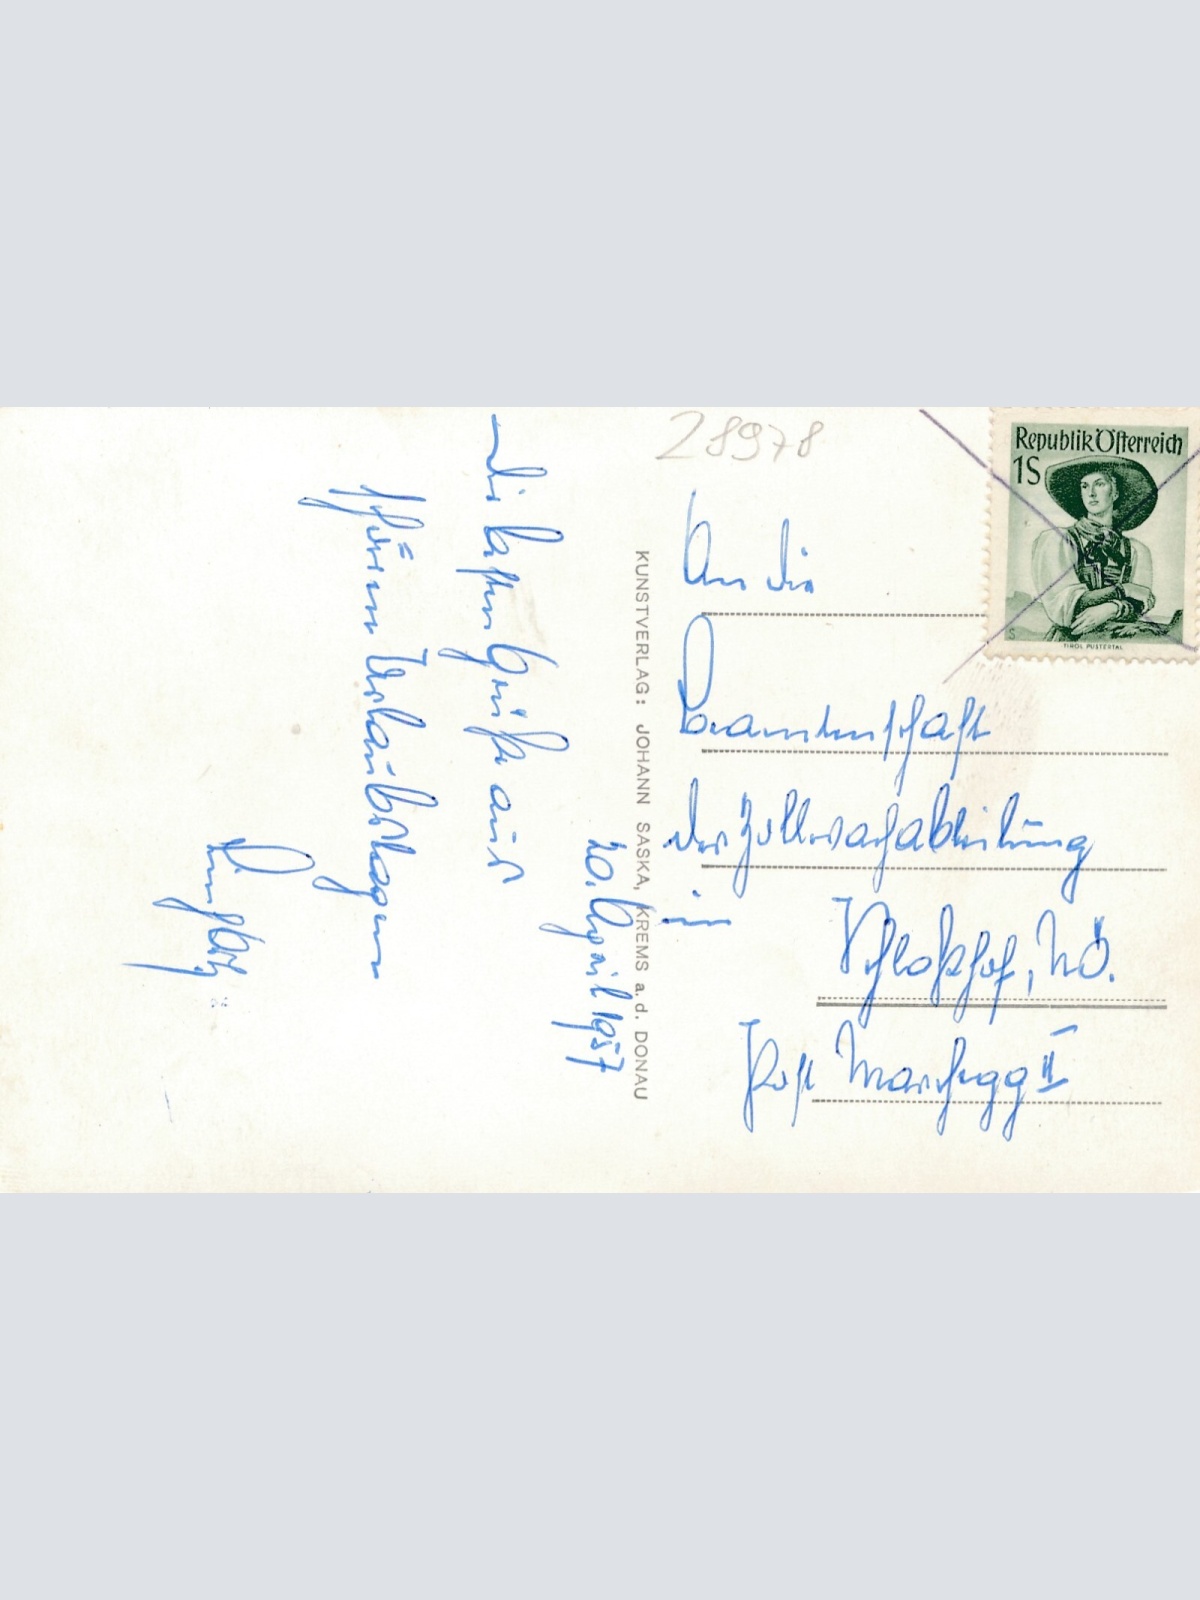 20. April 1957
Die besten Grüße aus
schönen Urlaubstagen
28978
Republik Österreich
1S
TIROL PUSTERTAL
KUNSTVERLAG: JOHANN SASKA, KREMS a. d. DONAU
An die
Beamtenschaft
der Zollwachabteilung
in
Schloßhof, NÖ.
Post Marchegg II